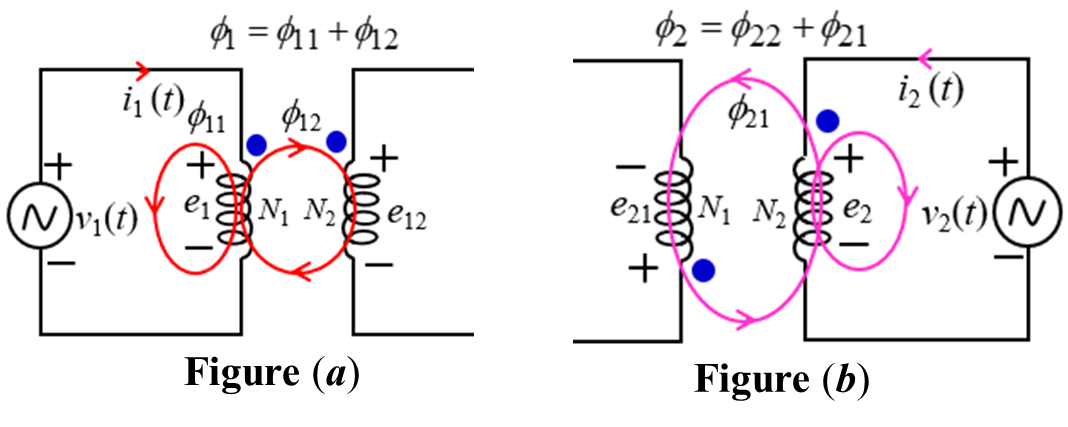 ϕ₁ = ϕ₁₁ + ϕ₁₂
i₁(t)
ϕ₁₁
ϕ₁₂
+
v₁(t)
−
+
e₁
−
N₁
N₂
+
e₁₂
−
Figure (a)
ϕ₂ = ϕ₂₂ + ϕ₂₁
i₂(t)
ϕ₂₁
−
e₂₁
+
N₁
N₂
+
e₂
−
+
v₂(t)
−
Figure (b)